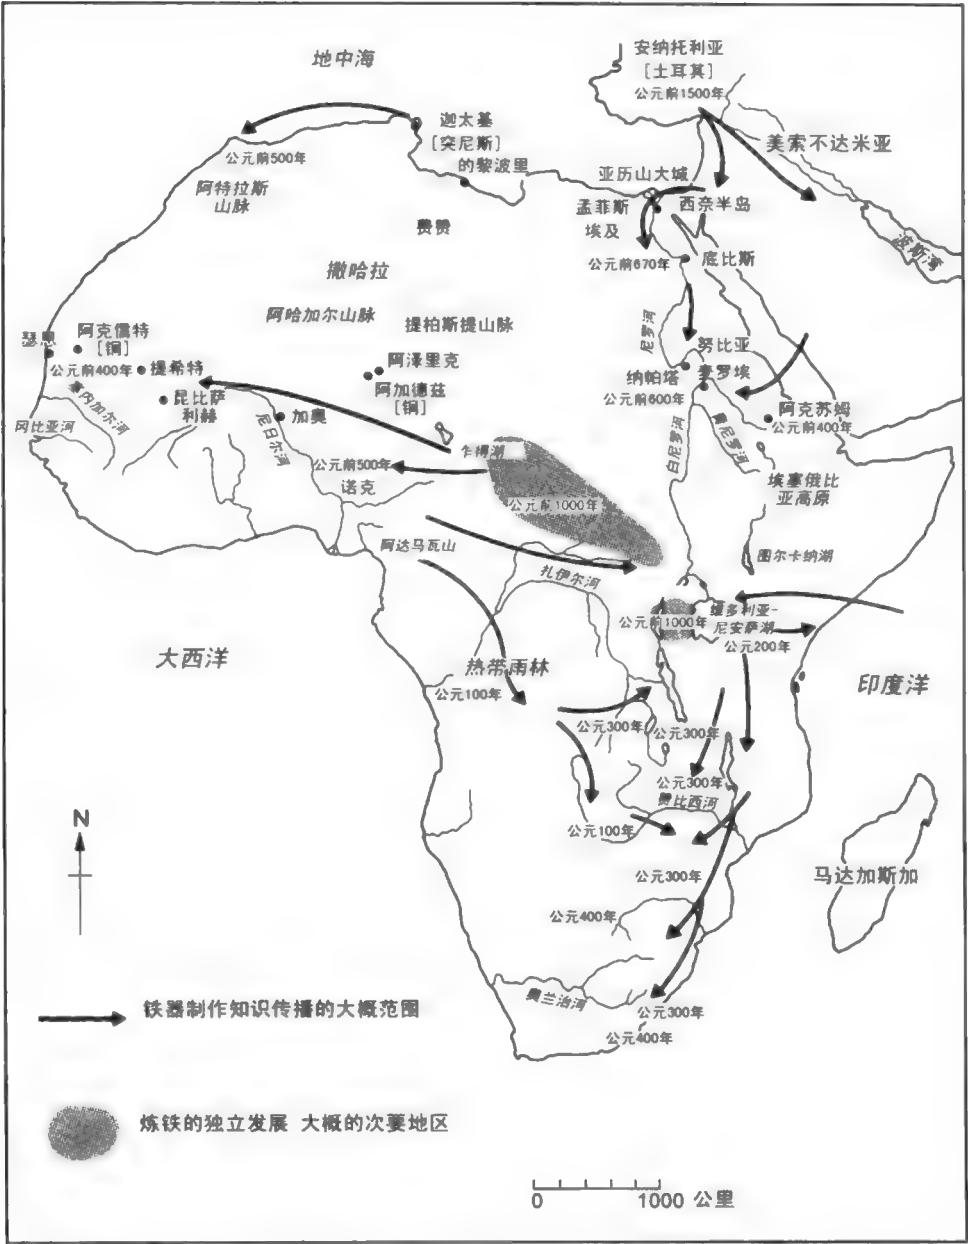 地中海
安纳托利亚
[土耳其]
公元前1500年
迦太基
[突尼斯]
的黎波里
公元前500年
美索不达米亚
阿特拉斯
山脉
亚历山大城
孟菲斯
埃及
西奈半岛
费赞
公元前670年
底比斯
波斯湾
撒哈拉
阿哈加尔山脉
提柏斯提山脉
尼罗河
努比亚
瑟恩
阿克儒特
[铜]
公元前400年
提希特
阿泽里克
阿加德兹
[铜]
纳帕塔
麦罗埃
公元前600年
昆比萨
利赫
塞内加尔河
冈比亚河
尼日尔河
加奥
阿克苏姆
公元前400年
白尼罗河
青尼罗河
乍得湖
公元前500年
诺克
公元前1000年
埃塞俄比
亚高原
阿达马瓦山
扎伊尔河
图尔卡纳湖
公元前1000年
维多利亚-
尼安萨湖
公元200年
大西洋
热带雨林
公元100年
印度洋
公元300年
公元300年
公元300年
赞比西河
公元100年
N
公元300年
马达加斯加
公元400年
奥兰治河
公元300年
公元400年
铁器制作知识传播的大概范围
炼铁的独立发展 大概的次要地区
0 1000 公里